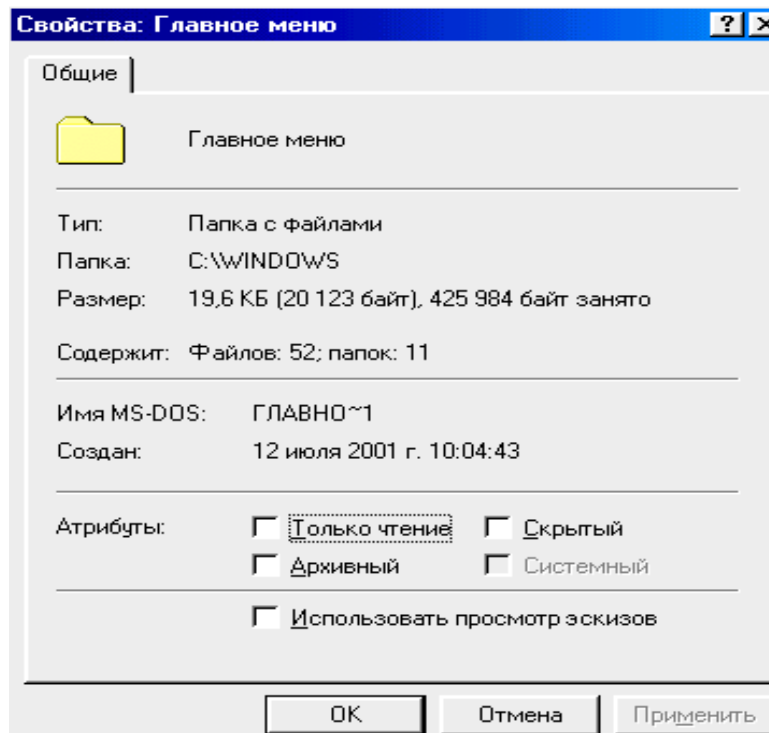 Свойства: Главное меню
Общие
Главное меню
Тип: Папка с файлами
Папка: C:\WINDOWS
Размер: 19,6 КБ (20 123 байт), 425 984 байт занято
Содержит: Файлов: 52; папок: 11
Имя MS-DOS: ГЛАВНО~1
Создан: 12 июля 2001 г. 10:04:43
Атрибуты: Только чтение Скрытый
Архивный Системный
Использовать просмотр эскизов
OK Отмена Применить